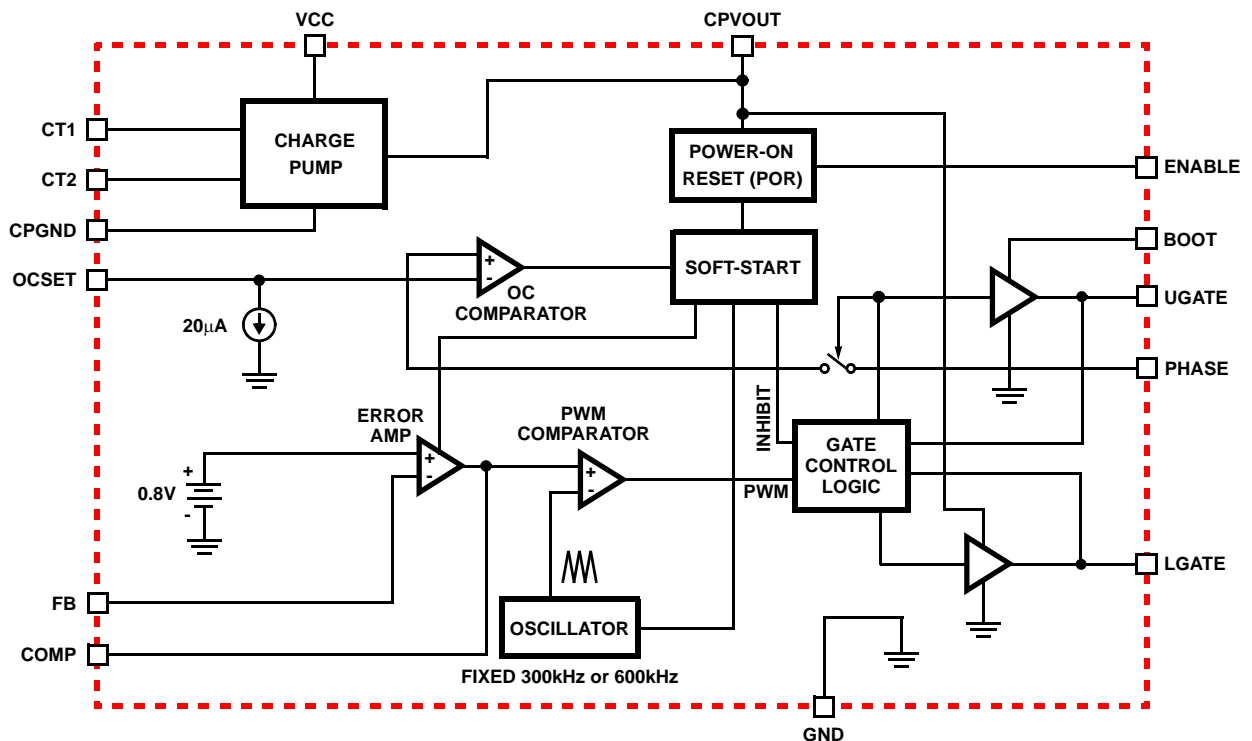 VCC
CPVOUT
CT1
CHARGE
PUMP
CT2
POWER-ON
RESET (POR)
ENABLE
CPGND
BOOT
OCSET
+
-
OC
COMPARATOR
SOFT-START
UGATE
20µA
PHASE
INHIBIT
ERROR
AMP
PWM
COMPARATOR
GATE
CONTROL
LOGIC
+
0.8V
-
+
-
+
-
PWM
LGATE
FB
OSCILLATOR
COMP
FIXED 300kHz or 600kHz
GND